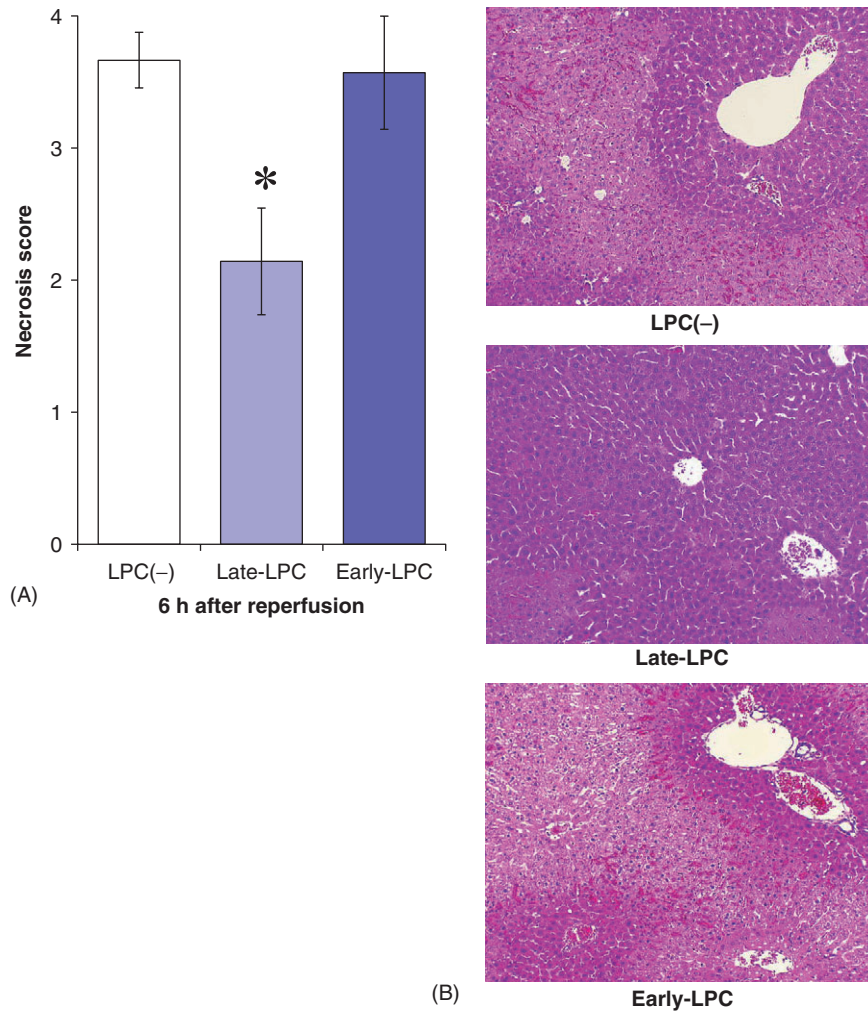 4
3
2
1
0
Necrosis score
*
LPC(–)
Late-LPC
Early-LPC
6 h after reperfusion
(A)
LPC(–)
Late-LPC
Early-LPC
(B)